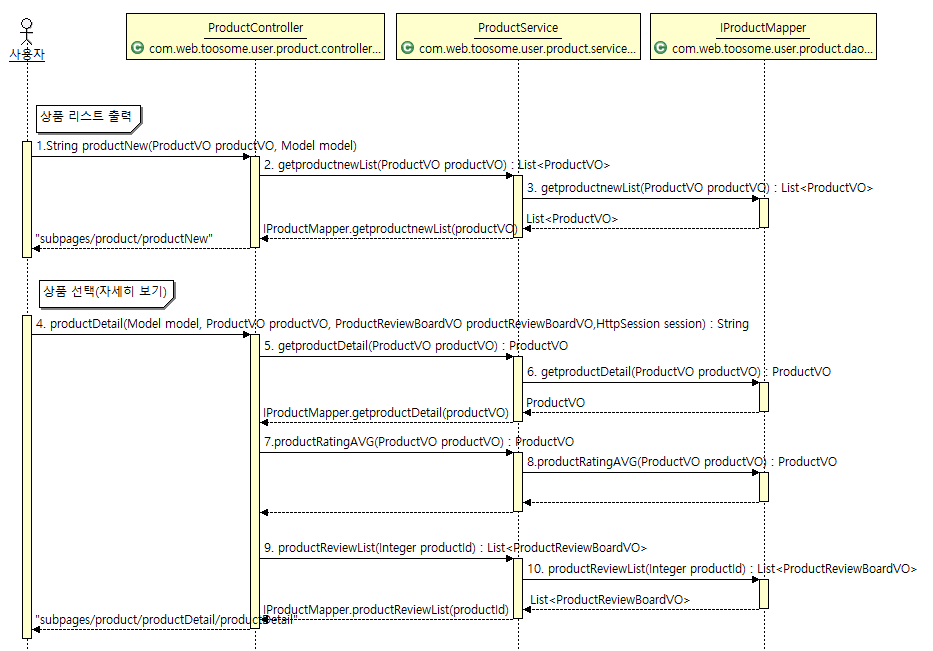 ProductController
ProductService
IProductMapper
사용자
com.web.toosome.user.product.controller...
com.web.toosome.user.product.service...
com.web.toosome.user.product.dao...
상품 리스트 출력
1.String productNew(ProductVO productVO, Model model)
2. getproductnewList(ProductVO productVO) : List<ProductVO>
3. getproductnewList(ProductVO productVO) : List<ProductVO>
List<ProductVO>
IProductMapper.getproductnewList(productVO)
"subpages/product/productNew"
상품 선택(자세히 보기)
4. productDetail(Model model, ProductVO productVO, ProductReviewBoardVO productReviewBoardVO,HttpSession session) : String
5. getproductDetail(ProductVO productVO) : ProductVO
6. getproductDetail(ProductVO productVO) : ProductVO
ProductVO
IProductMapper.getproductDetail(productVO)
7.productRatingAVG(ProductVO productVO) : ProductVO
8.productRatingAVG(ProductVO productVO) : ProductVO
9. productReviewList(Integer productId) : List<ProductReviewBoardVO>
10. productReviewList(Integer productId) : List<ProductReviewBoardVO>
List<ProductReviewBoardVO>
IProductMapper.productReviewList(productId)
"subpages/product/productDetail/productDetail"